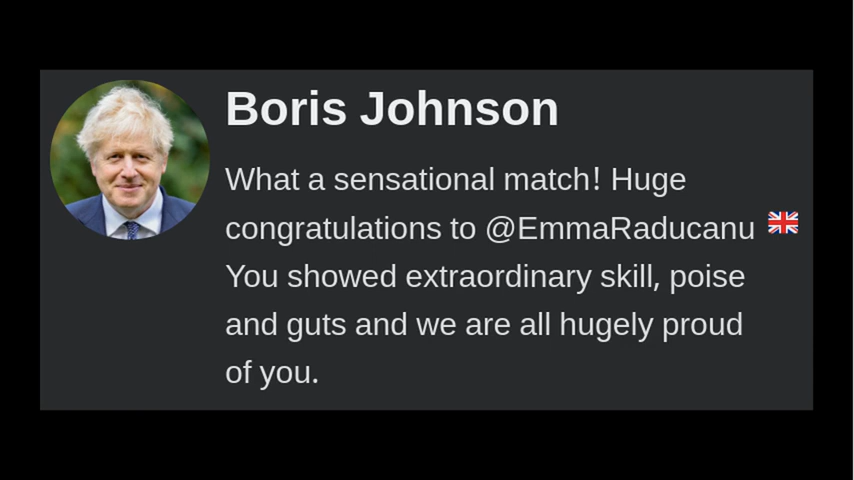 Boris Johnson
What a sensational match! Huge
congratulations to @EmmaRaducanu 🇬🇧
You showed extraordinary skill, poise
and guts and we are all hugely proud
of you.